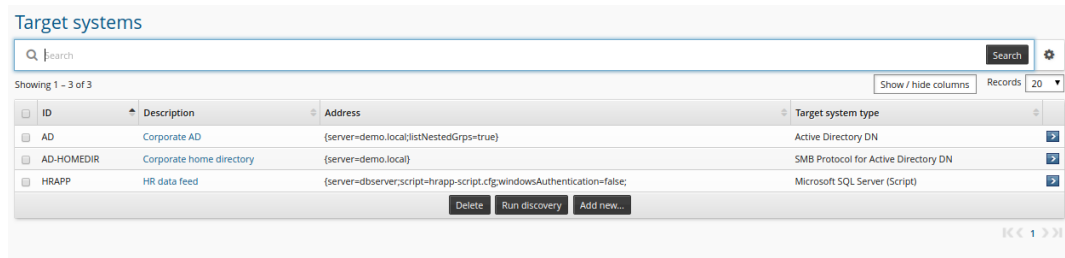 Target systems
Search Search
Showing 1 – 3 of 3 Show / hide columns Records 20
ID Description Address Target system type
AD Corporate AD {server=demo.local;listNestedGrps=true} Active Directory DN
AD-HOMEDIR Corporate home directory {server=demo.local} SMB Protocol for Active Directory DN
HRAPP HR data feed {server=dbserver;script=hrapp-script.cfg;windowsAuthentication=false; Microsoft SQL Server (Script)
Delete Run discovery Add new...
1